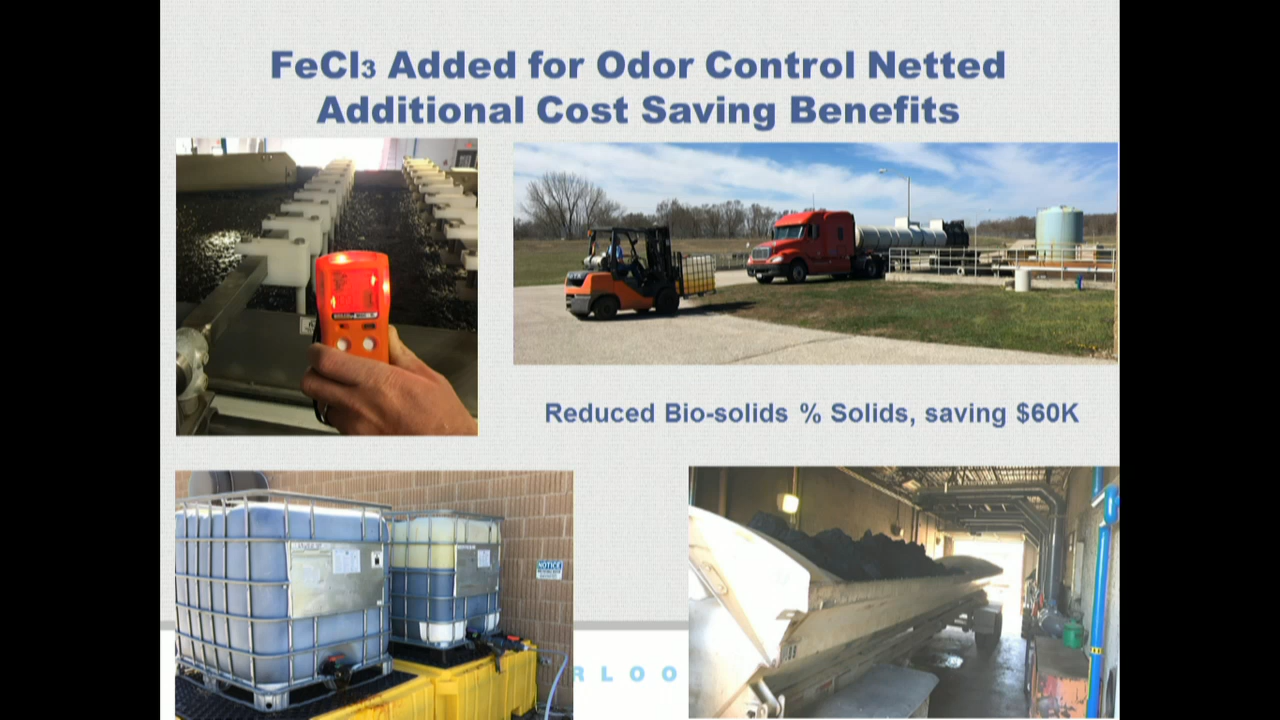 FeCl₃ Added for Odor Control Netted
Additional Cost Saving Benefits
Reduced Bio-solids % Solids, saving $60K
NOTICE
RLOO